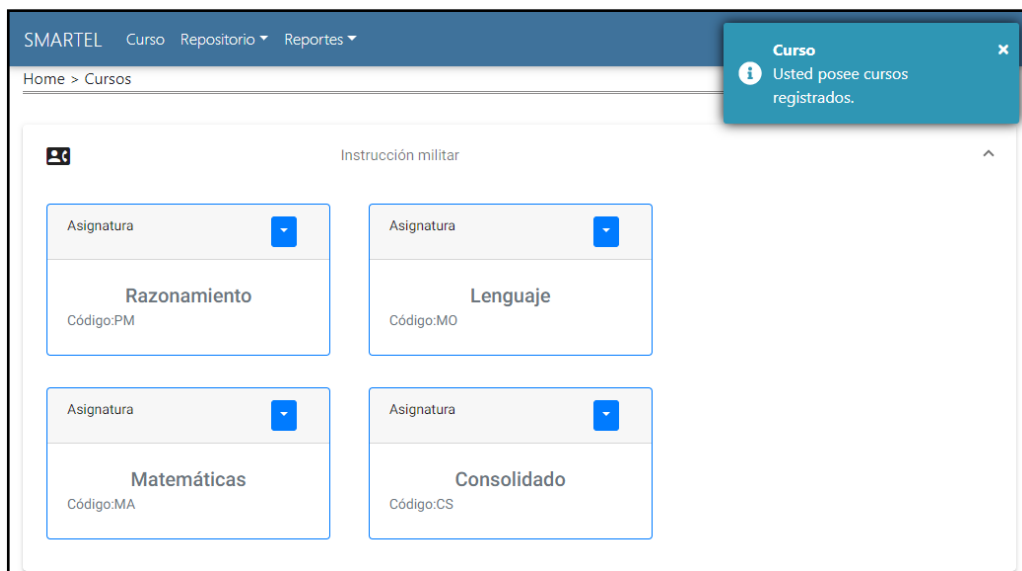 SMARTEL Curso Repositorio Reportes
Curso ×
Usted posee cursos
registrados.
Home > Cursos
Instrucción militar
Asignatura
Razonamiento
Código:PM
Asignatura
Lenguaje
Código:MO
Asignatura
Matemáticas
Código:MA
Asignatura
Consolidado
Código:CS